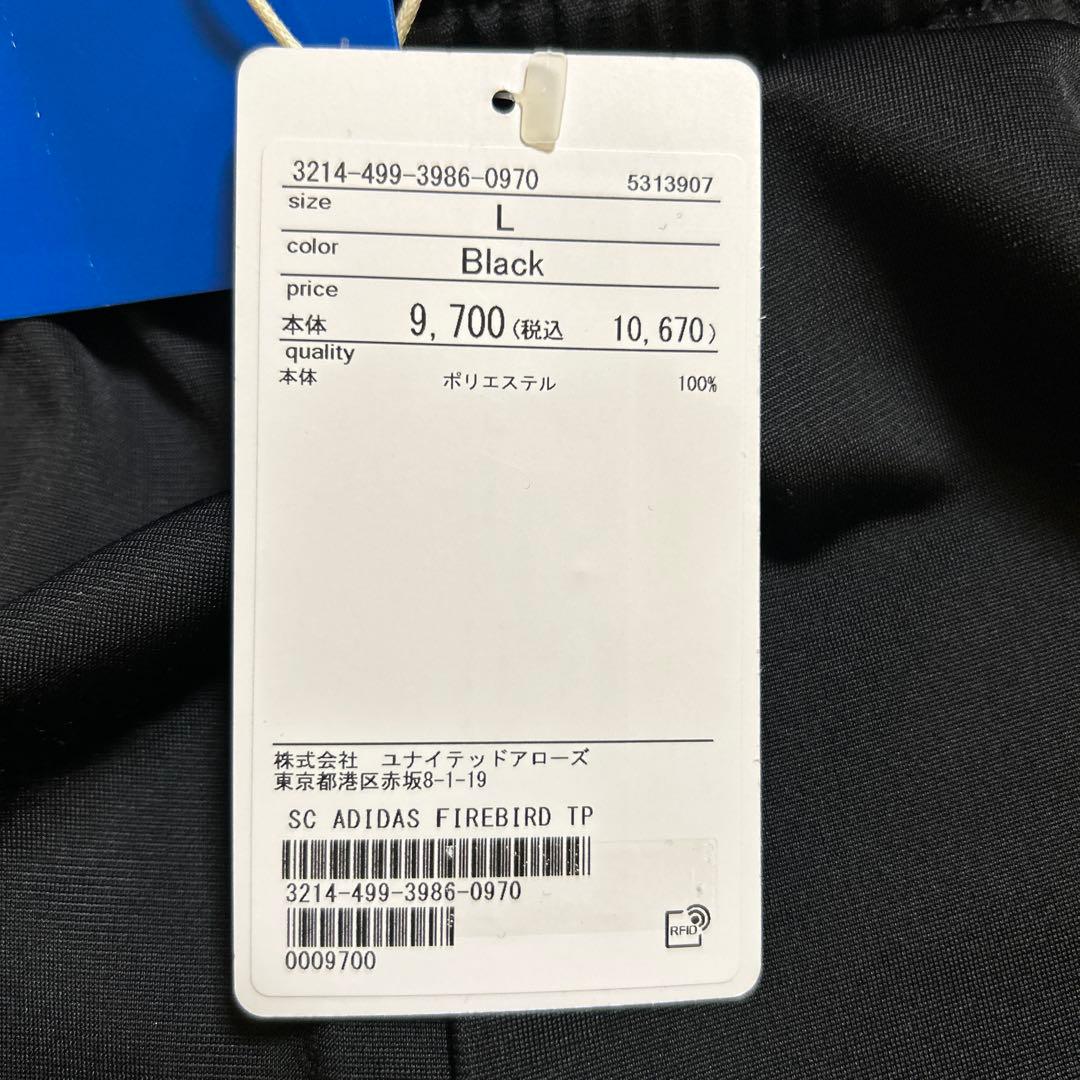 3214-499-3986-0970 5313907
size L
color Black
price
本体 9,700(税込 10,670)
quality
本体 ポリエステル 100%
株式会社 ユナイテッドアローズ
東京都港区赤坂8-1-19
SC ADIDAS FIREBIRD TP
3214-499-3986-0970
RFID
0009700